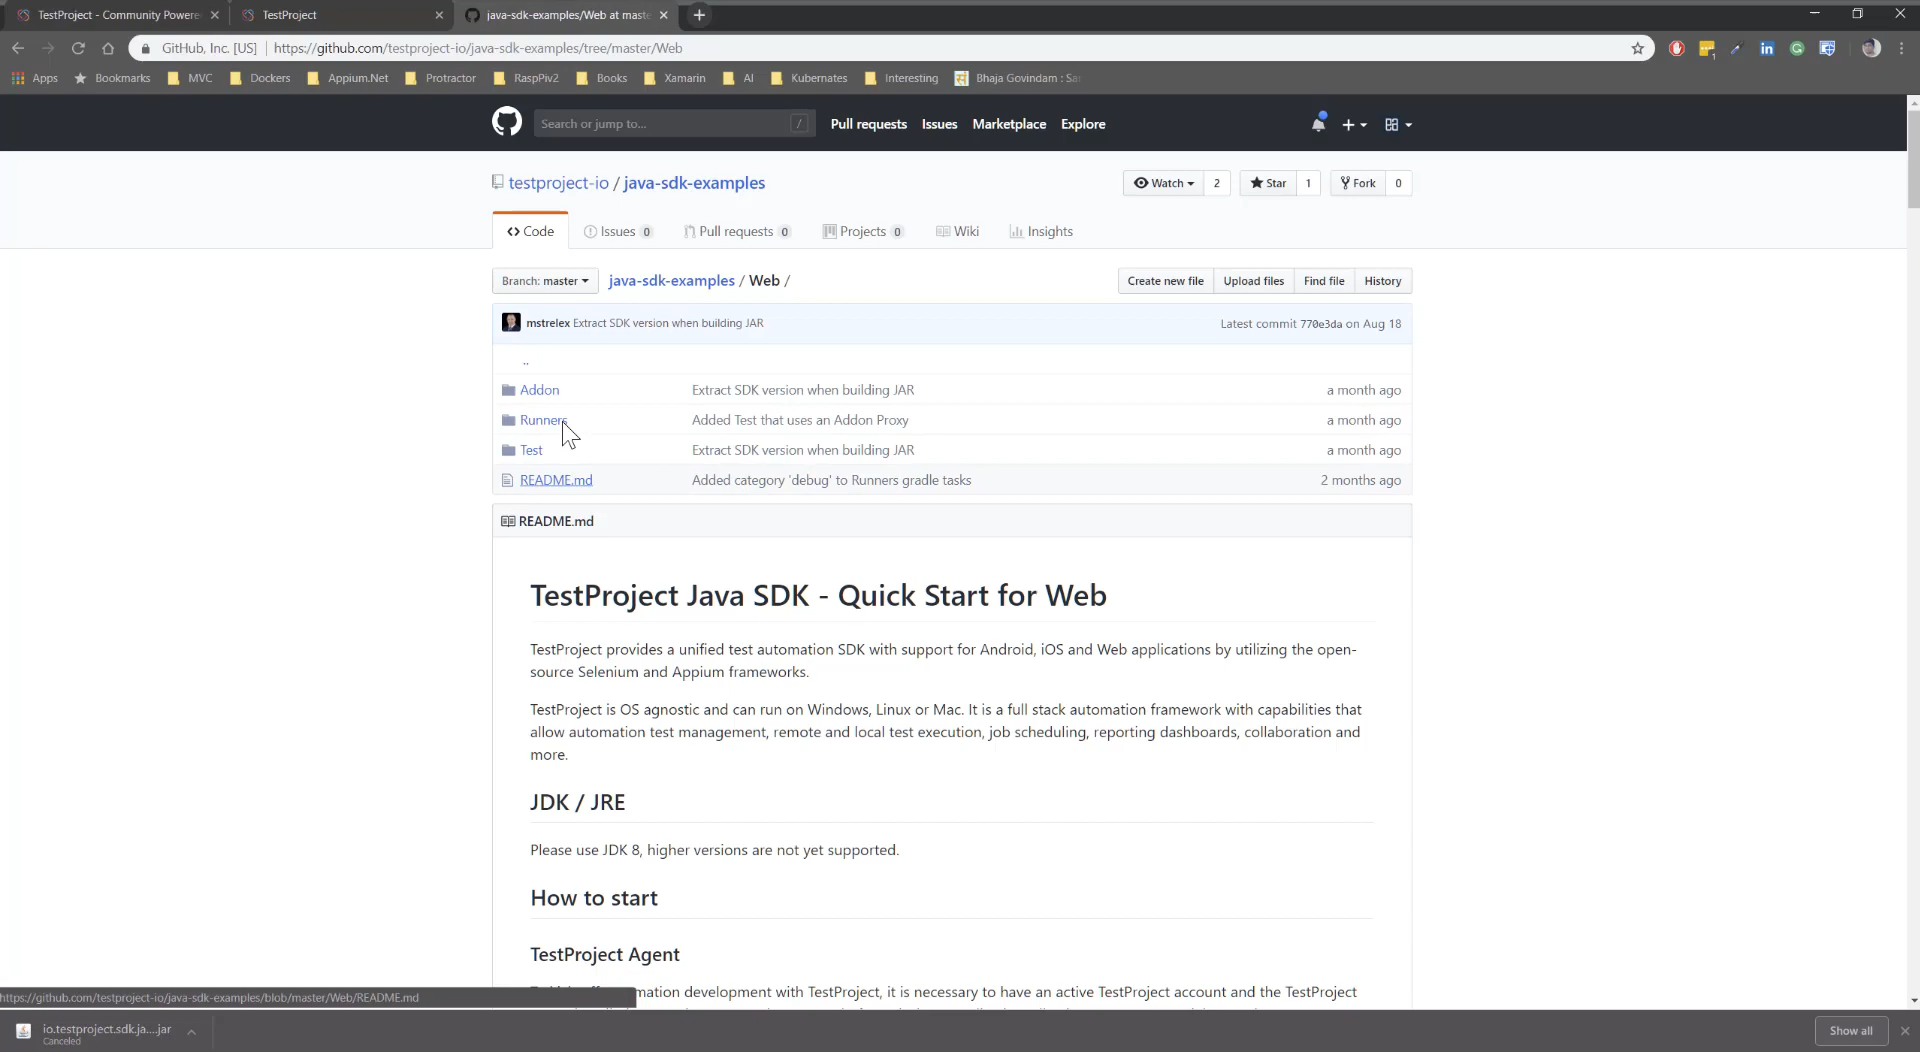 TestProject - Community Powere
TestProject
java-sdk-examples/Web at maste
GitHub, Inc. [US] https://github.com/testproject-io/java-sdk-examples/tree/master/Web
Apps Bookmarks MVC Dockers Appium.Net Protractor RaspPiv2 Books Xamarin AI Kubernates Interesting Bhaja Govindam : Sa
Search or jump to... / Pull requests Issues Marketplace Explore
testproject-io / java-sdk-examples
Watch 2 Star 1 Fork 0
Code Issues 0 Pull requests 0 Projects 0 Wiki Insights
Branch: master java-sdk-examples / Web / Create new file Upload files Find file History
mstrelex Extract SDK version when building JAR Latest commit 770e3da on Aug 18
..
Addon Extract SDK version when building JAR a month ago
Runners Added Test that uses an Addon Proxy a month ago
Test Extract SDK version when building JAR a month ago
README.md Added category 'debug' to Runners gradle tasks 2 months ago
README.md
TestProject Java SDK - Quick Start for Web
TestProject provides a unified test automation SDK with support for Android, iOS and Web applications by utilizing the open-
source Selenium and Appium frameworks.
TestProject is OS agnostic and can run on Windows, Linux or Mac. It is a full stack automation framework with capabilities that
allow automation test management, remote and local test execution, job scheduling, reporting dashboards, collaboration and
more.
JDK / JRE
Please use JDK 8, higher versions are not yet supported.
How to start
TestProject Agent
mation development with TestProject, it is necessary to have an active TestProject account and the TestProject
https://github.com/testproject-io/java-sdk-examples/blob/master/Web/README.md
io.testproject.sdk.ja....jar
Canceled
Show all